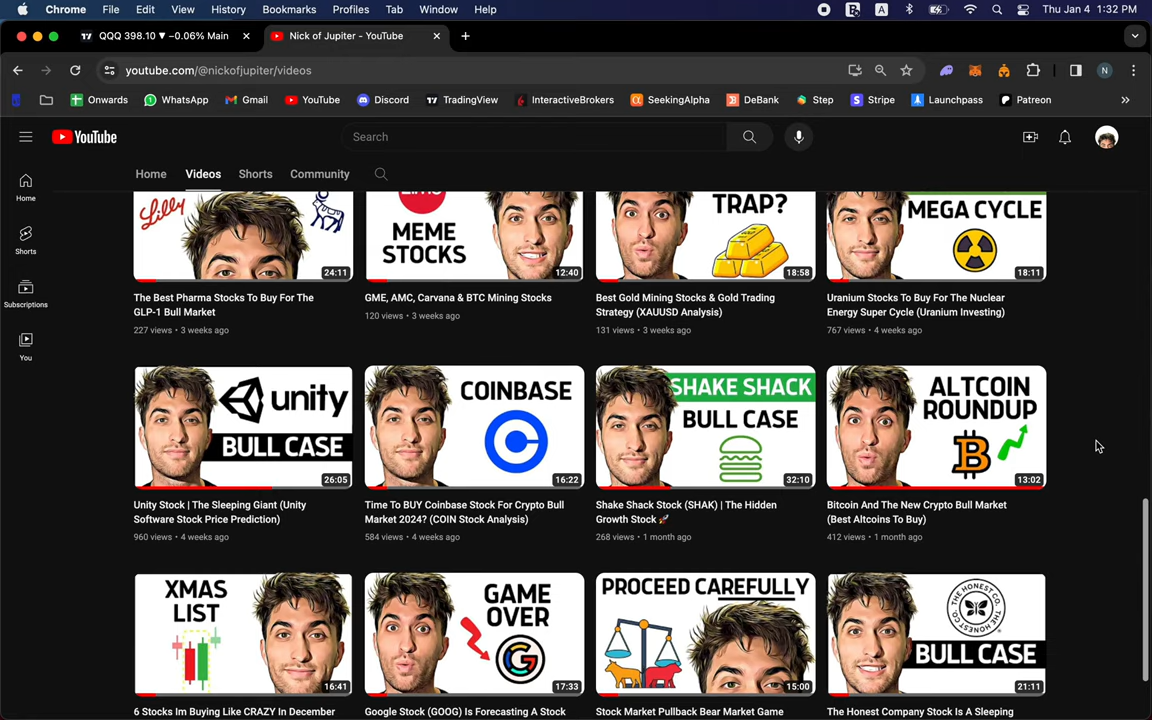 Chrome File Edit View History Bookmarks Profiles Tab Window Help A Thu Jan 4 1:32 PM
QQQ 398.10 ▼ −0.06% Main Nick of Jupiter - YouTube
youtube.com/@nickofjupiter/videos N
Onwards WhatsApp Gmail YouTube Discord TradingView InteractiveBrokers SeekingAlpha DeBank Step Stripe Launchpass Patreon
YouTube Search
Home Videos Shorts Community
Home
Shorts
Subscriptions
You
Lilly
24:11
MEME
STOCKS
12:40
TRAP?
18:58
MEGA CYCLE
18:11
The Best Pharma Stocks To Buy For The
GLP-1 Bull Market
227 views • 3 weeks ago
GME, AMC, Carvana & BTC Mining Stocks
120 views • 3 weeks ago
Best Gold Mining Stocks & Gold Trading
Strategy (XAUUSD Analysis)
131 views • 3 weeks ago
Uranium Stocks To Buy For The Nuclear
Energy Super Cycle (Uranium Investing)
767 views • 4 weeks ago
unity
BULL CASE
26:05
COINBASE
16:22
SHAKE SHACK
BULL CASE
32:10
ALTCOIN
ROUNDUP
13:02
Unity Stock | The Sleeping Giant (Unity
Software Stock Price Prediction)
960 views • 4 weeks ago
Time To BUY Coinbase Stock For Crypto Bull
Market 2024? (COIN Stock Analysis)
584 views • 4 weeks ago
Shake Shack Stock (SHAK) | The Hidden
Growth Stock 🚀
268 views • 1 month ago
Bitcoin And The New Crypto Bull Market
(Best Altcoins To Buy)
412 views • 1 month ago
XMAS
LIST
16:41
GAME
OVER
17:33
PROCEED CAREFULLY
15:00
THE HONEST CO.
BULL CASE
21:11
6 Stocks Im Buying Like CRAZY In December
Google Stock (GOOG) Is Forecasting A Stock
Stock Market Pullback Bear Market Game
The Honest Company Stock Is A Sleeping